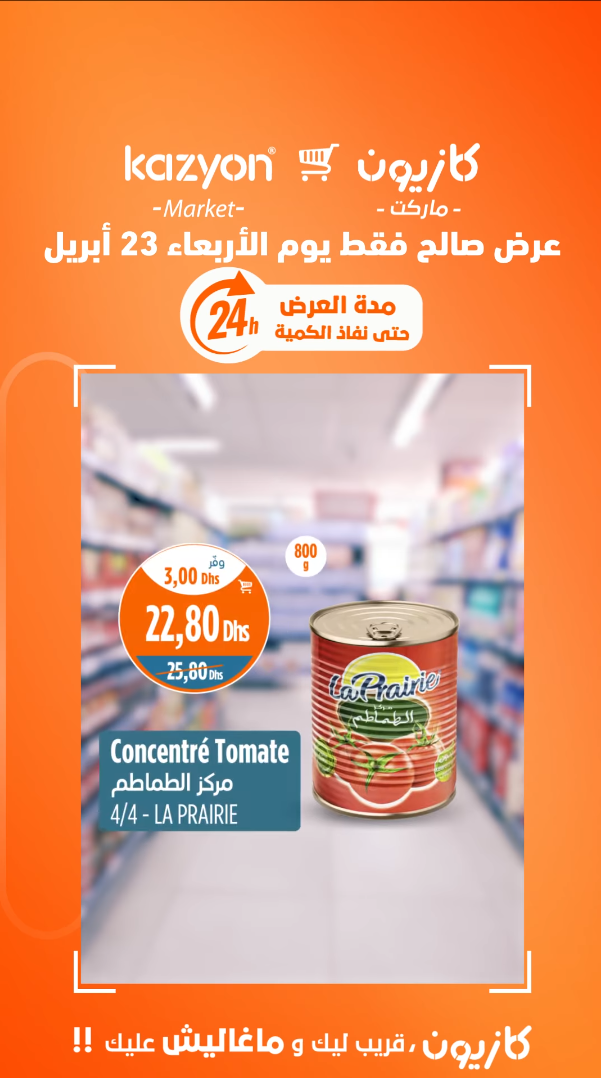 kazyon® كازيون
-Market- - ماركت -
عرض صالح فقط يوم الأربعاء 23 أبريل
24h مدة العرض
حتى نفاذ الكمية
وفّر
3,00 Dhs
22,80 Dhs
25,80 Dhs
800
g
LaPrairie
مركز
الطماطم
Concentré Tomate
مركز الطماطم
4/4 - LA PRAIRIE
كازيون، قريب ليك و ماغاليش عليك !!